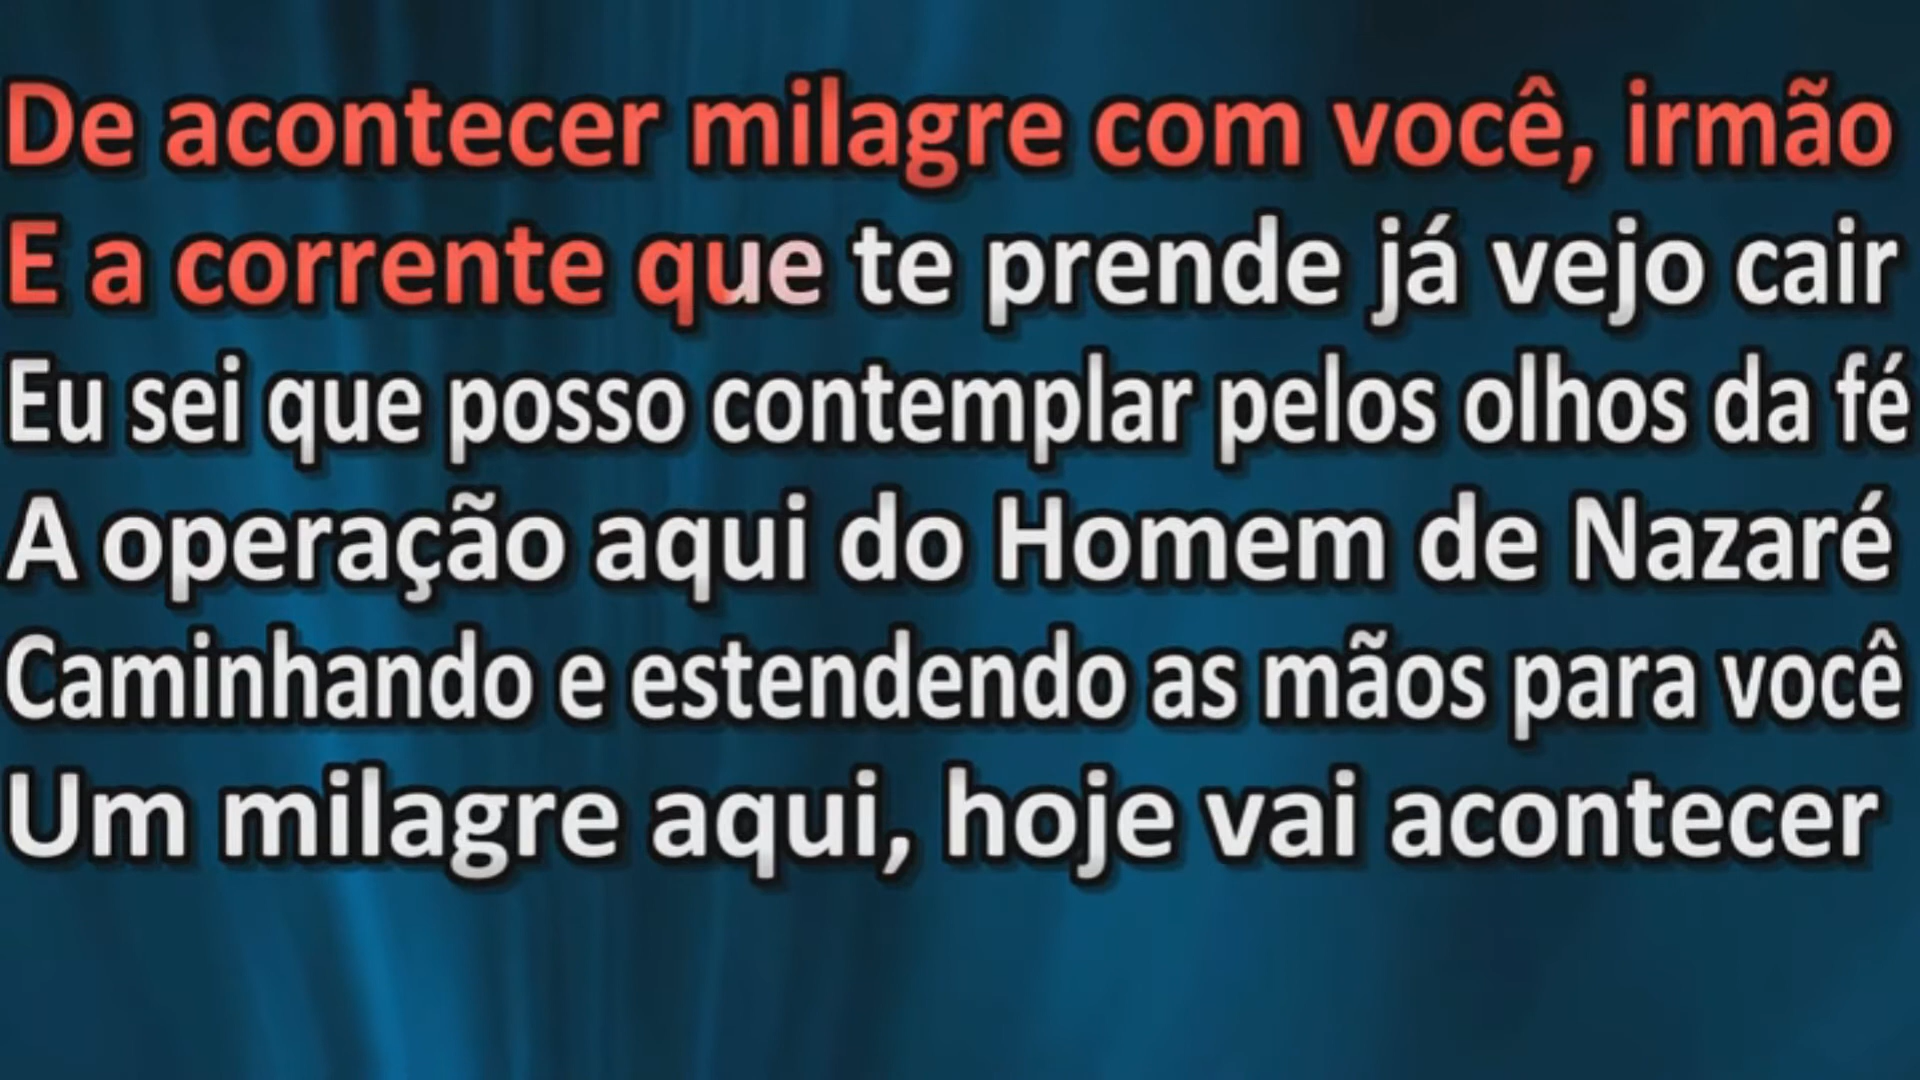 De acontecer milagre com você, irmão
E a corrente que te prende já vejo cair
Eu sei que posso contemplar pelos olhos da fé
A operação aqui do Homem de Nazaré
Caminhando e estendendo as mãos para você
Um milagre aqui, hoje vai acontecer